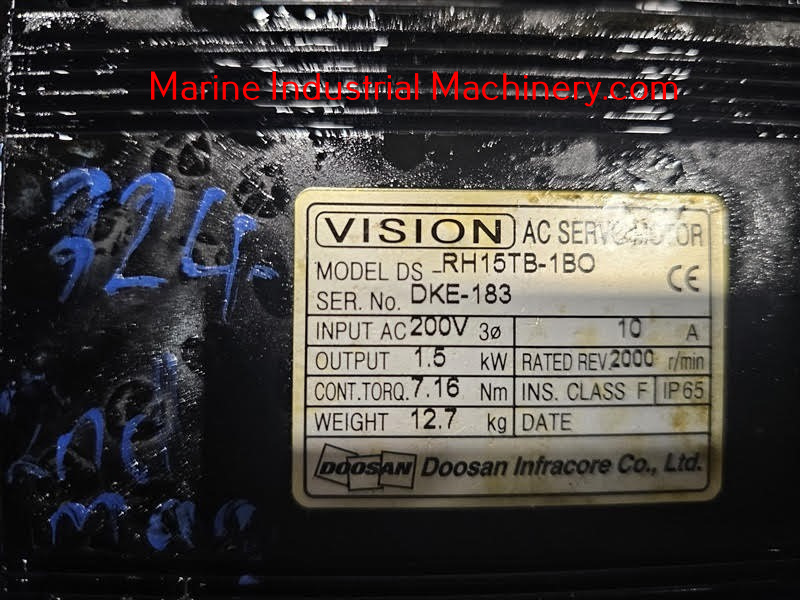 Marine Industrial Machinery.com
324-
VISION AC SERVO MOTOR
MODEL DS -RH15TB-1BO
CE
SER. No. DKE-183
INPUT AC 200V 3ø 10 A
OUTPUT 1.5 kW RATED REV. 2000 r/min
CONT.TORQ. 7.16 Nm INS. CLASS F IP65
WEIGHT 12.7 kg DATE
DOOSAN Doosan Infracore Co., Ltd.